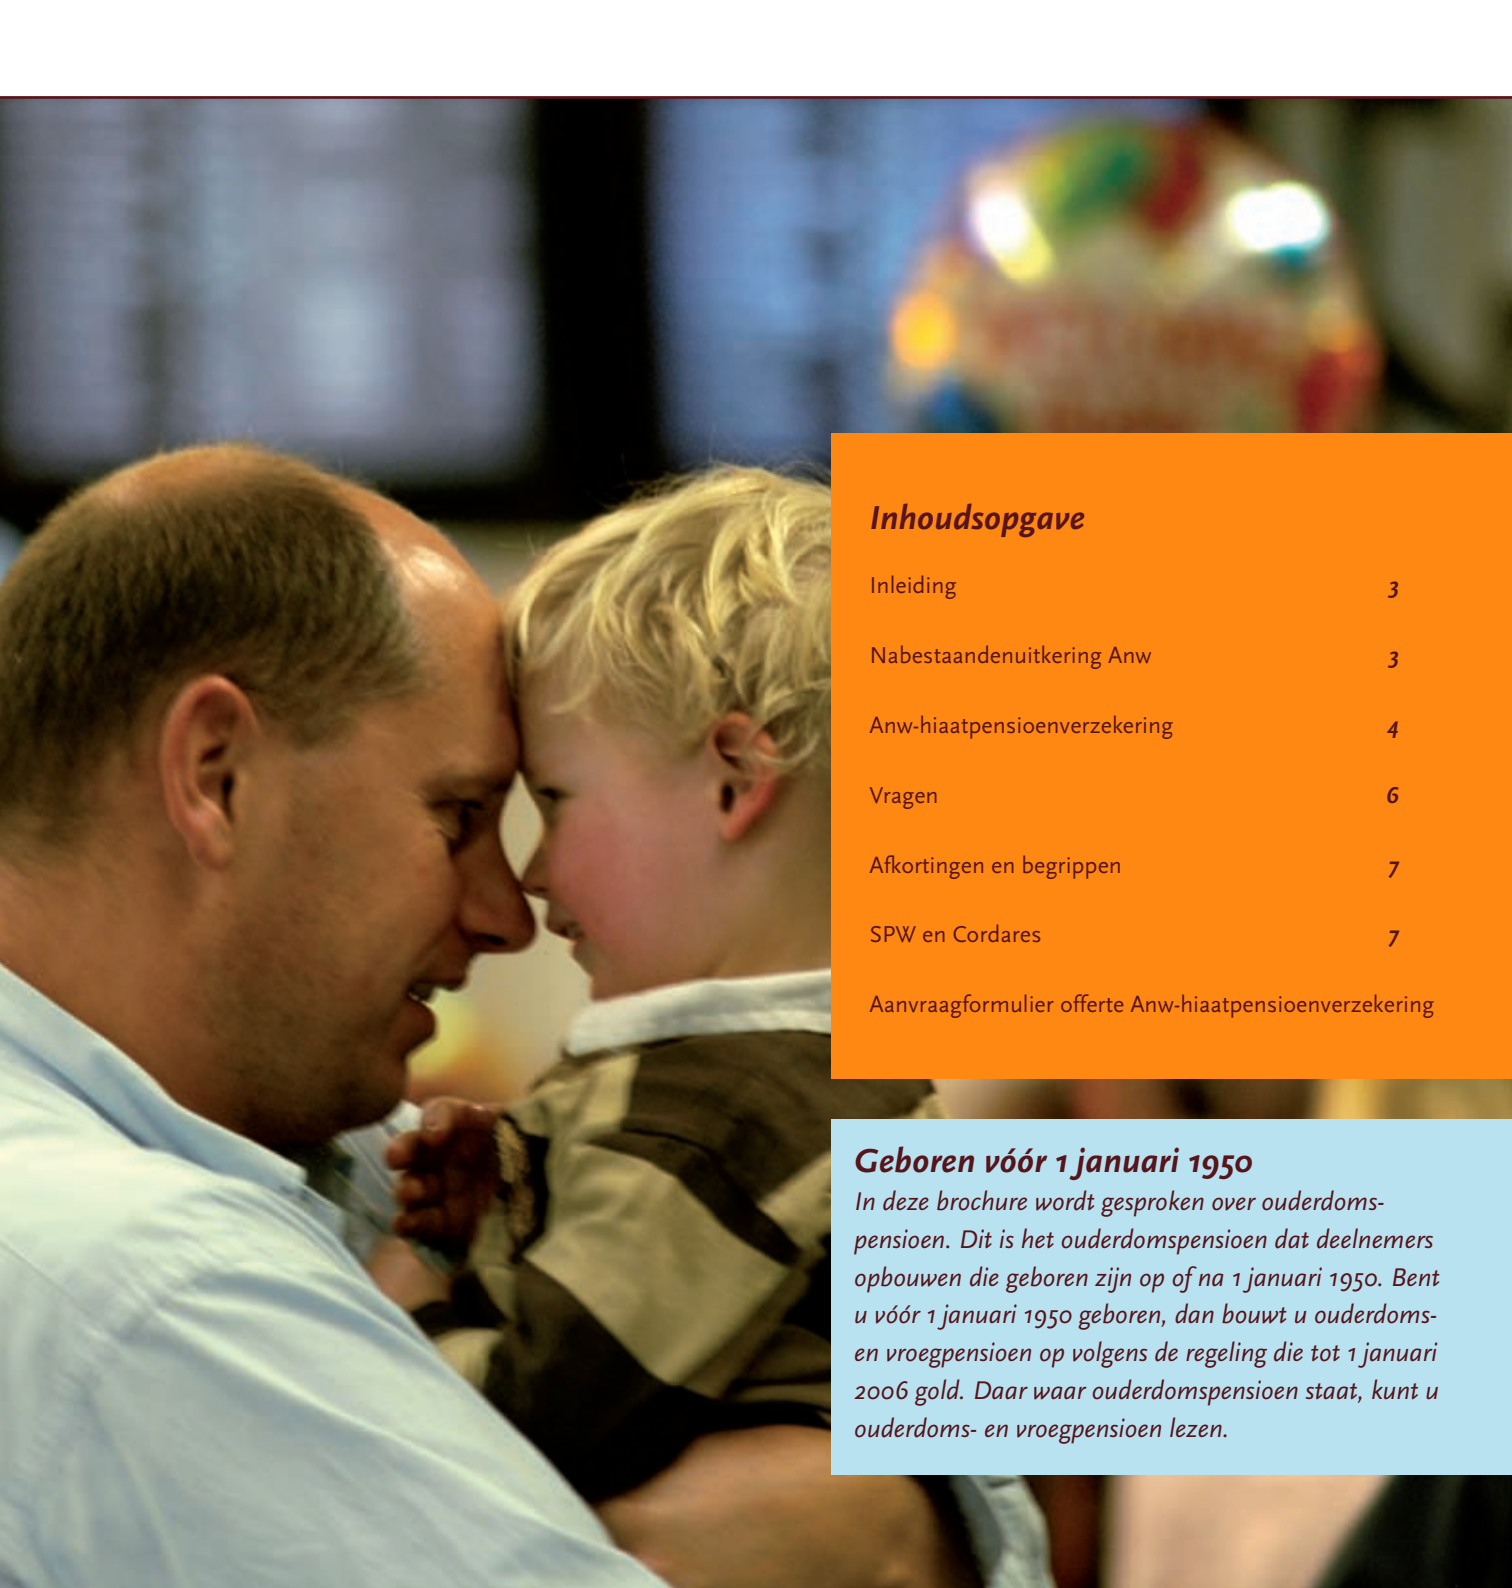 Inhoudsopgave
Inleiding 3
Nabestaandenuitkering Anw 3
Anw-hiaatpensioenverzekering 4
Vragen 6
Afkortingen en begrippen 7
SPW en Cordares 7
Aanvraagformulier offerte Anw-hiaatpensioenverzekering
Geboren vóór 1 januari 1950
In deze brochure wordt gesproken over ouderdoms-
pensioen. Dit is het ouderdomspensioen dat deelnemers
opbouwen die geboren zijn op of na 1 januari 1950. Bent
u vóór 1 januari 1950 geboren, dan bouwt u ouderdoms-
en vroegpensioen op volgens de regeling die tot 1 januari
2006 gold. Daar waar ouderdomspensioen staat, kunt u
ouderdoms- en vroegpensioen lezen.